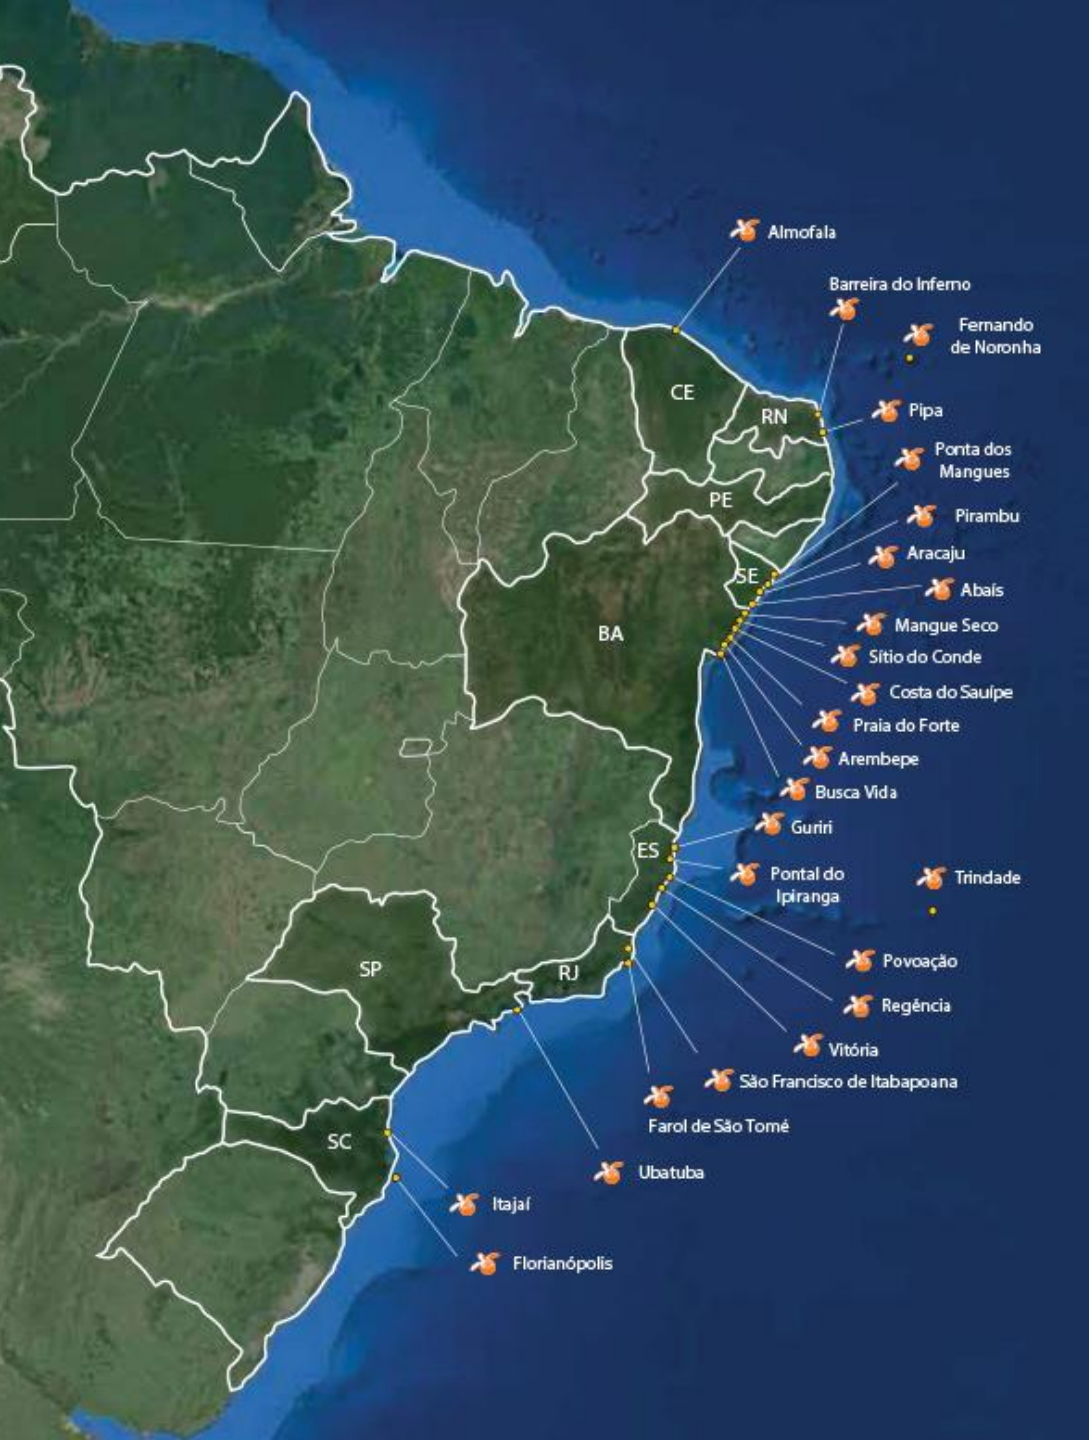 Almofala
Barreira do Inferno
Fernando
de Noronha
CE
RN
Pipa
Ponta dos
Mangues
PE
Pirambu
Aracaju
SE
Abaís
BA
Mangue Seco
Sítio do Conde
Costa do Sauípe
Praia do Forte
Arembepe
Busca Vida
Guriri
ES
Pontal do
Ipiranga
Trindade
Povoação
SP
RJ
Regência
Vitória
São Francisco de Itabapoana
Farol de São Tomé
SC
Ubatuba
Itajaí
Florianópolis